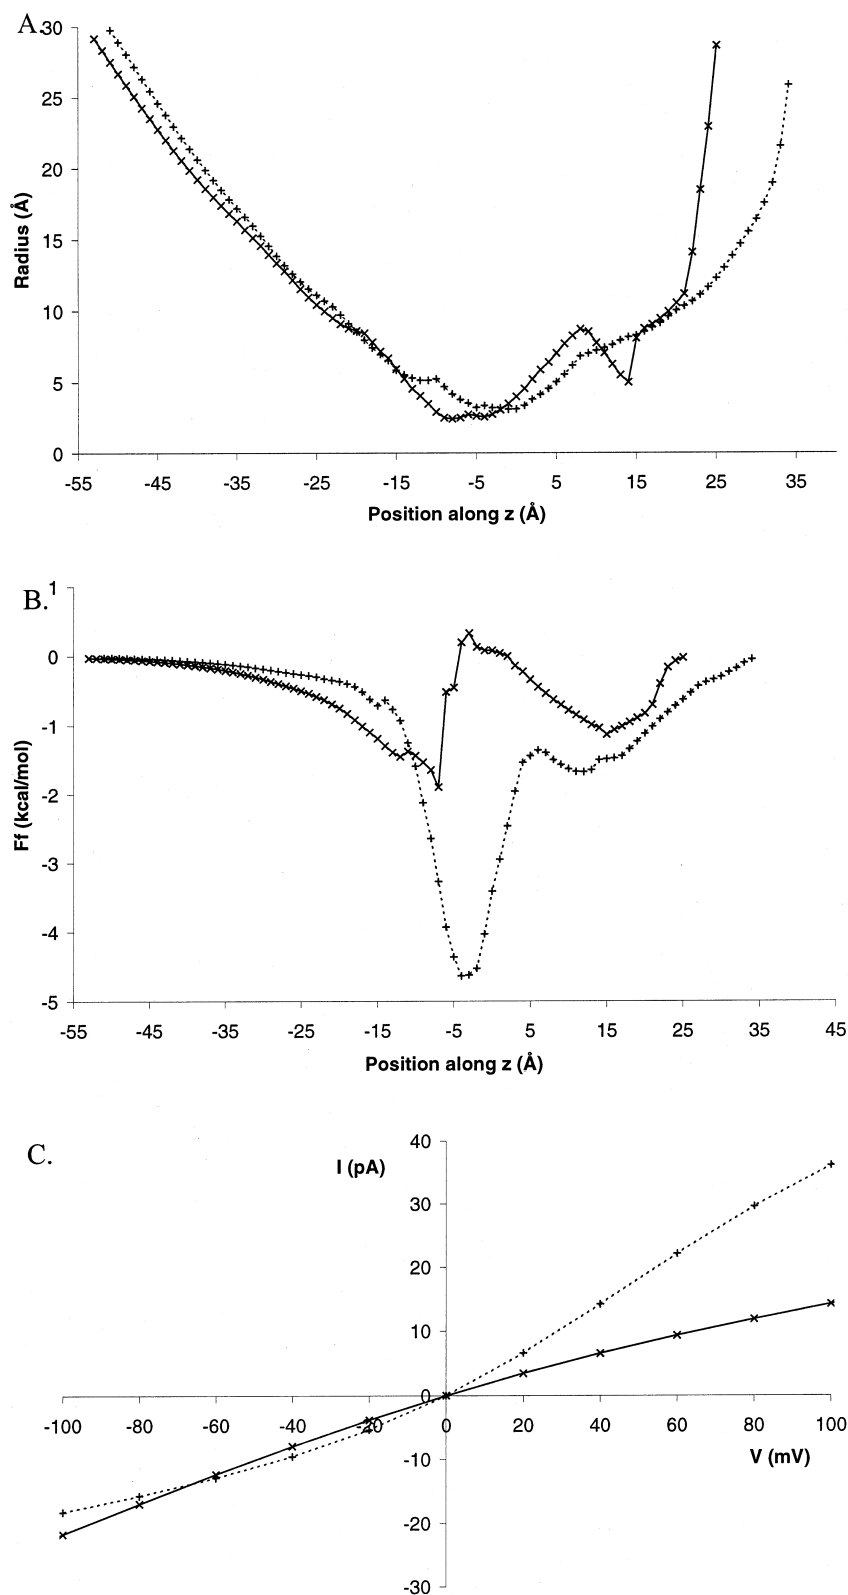 A.
30
25
20
15
10
5
0
Radius (Å)
-55 -45 -35 -25 -15 -5 5 15 25 35
Position along z (Å)
B.
1
0
-1
-2
-3
-4
-5
Ff (kcal/mol)
-55 -45 -35 -25 -15 -5 5 15 25 35 45
Position along z (Å)
C.
I (pA)
40
30
20
10
0
-100 -80 -60 -40 -20 0 20 40 60 80 100
V (mV)
-10
-20
-30